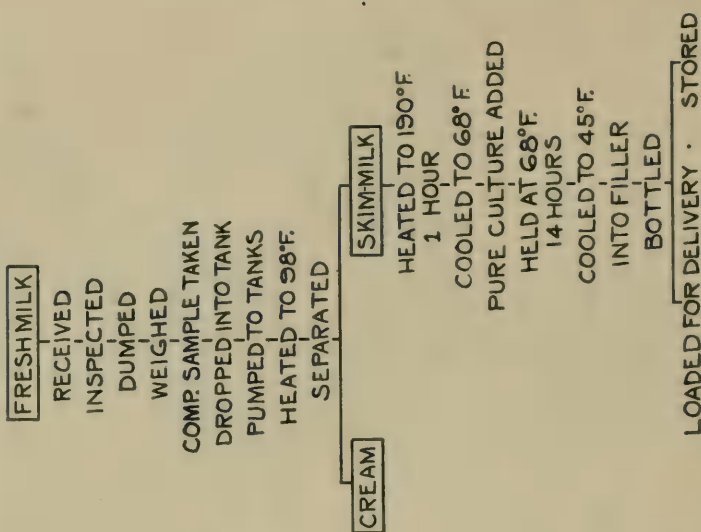 FRESH MILK
RECEIVED
INSPECTED
DUMPED
WEIGHED
COMP. SAMPLE TAKEN
DROPPED INTO TANK
PUMPED TO TANKS
HEATED TO 98°F.
SEPARATED
CREAM
SKIM-MILK
HEATED TO 190°F.
1 HOUR
COOLED TO 68°F.
PURE CULTURE ADDED
HELD AT 68°F.
14 HOURS
COOLED TO 45°F.
INTO FILLER
BOTTLED
LOADED FOR DELIVERY · STORED